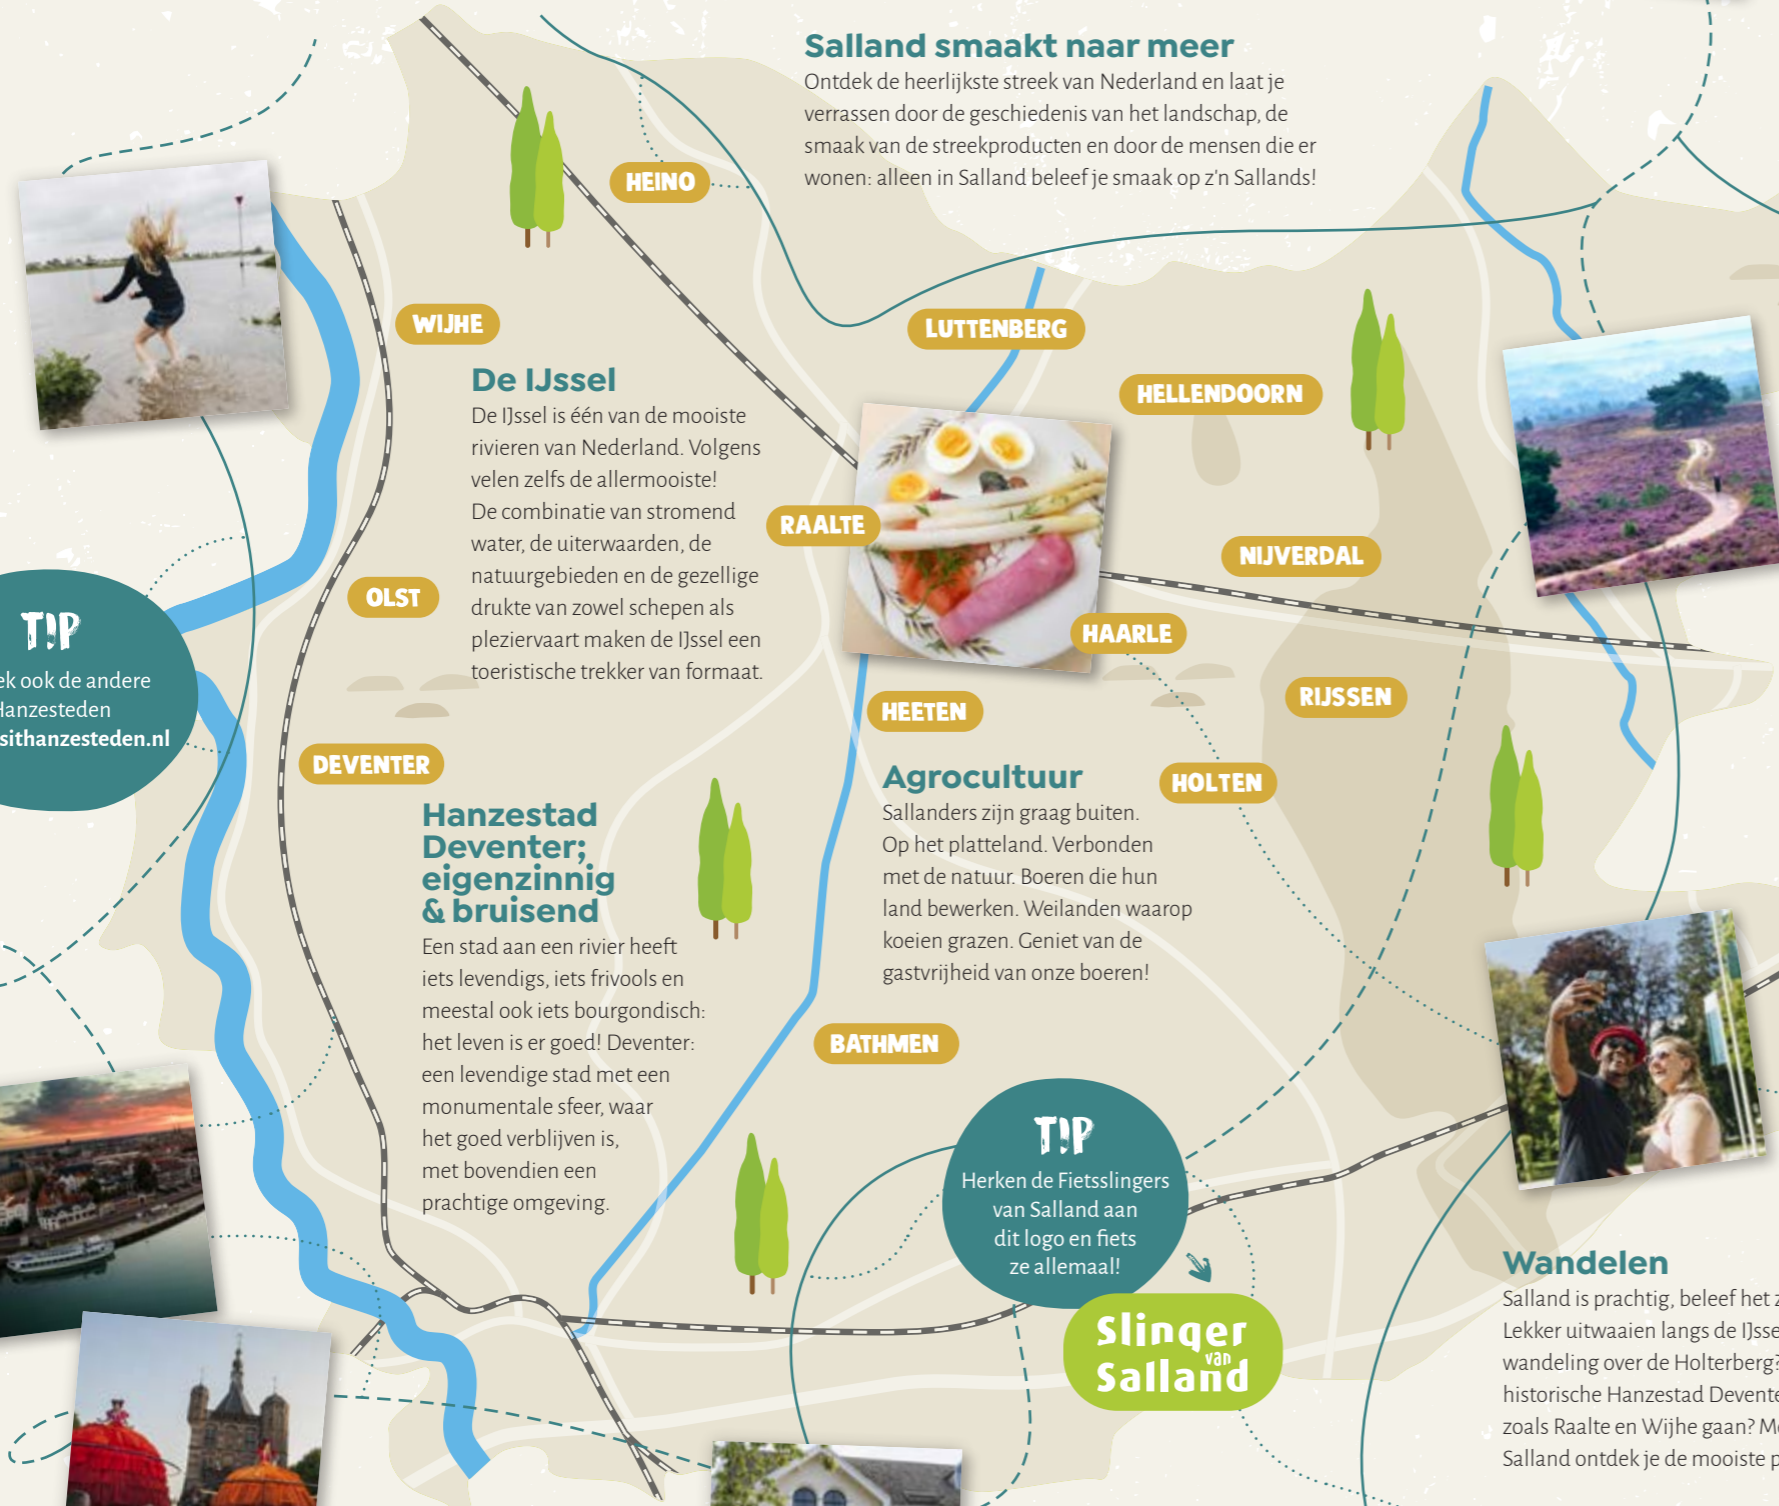 Salland smaakt naar meer
Ontdek de heerlijkste streek van Nederland en laat je
verrassen door de geschiedenis van het landschap, de
smaak van de streekproducten en door de mensen die er
wonen: alleen in Salland beleef je smaak op z'n Sallands!
HEINO
WIJHE
LUTTENBERG
HELLENDOORN
De IJssel
De IJssel is één van de mooiste
rivieren van Nederland. Volgens
velen zelfs de allermooiste!
De combinatie van stromend
water, de uiterwaarden, de
natuurgebieden en de gezellige
drukte van zowel schepen als
pleziervaart maken de IJssel een
toeristische trekker van formaat.
RAALTE
NIJVERDAL
OLST
HAARLE
TIP
ook de andere
Hanzesteden
sithanzesteden.nl
RIJSSEN
HEETEN
DEVENTER
HOLTEN
Hanzestad
Deventer;
eigenzinnig
& bruisend
Een stad aan een rivier heeft
iets levendigs, iets frivools en
meestal ook iets bourgondisch:
het leven is er goed! Deventer:
een levendige stad met een
monumentale sfeer, waar
het goed verblijven is,
met bovendien een
prachtige omgeving.
Agrocultuur
Sallanders zijn graag buiten.
Op het platteland. Verbonden
met de natuur. Boeren die hun
land bewerken. Weilanden waarop
koeien grazen. Geniet van de
gastvrijheid van onze boeren!
BATHMEN
TIP
Herken de Fietsslingers
van Salland aan
dit logo en fiets
ze allemaal!
Slinger
van
Salland
Wandelen
Salland is prachtig, beleef het
Lekker uitwaaien langs de IJsse
wandeling over de Holterberg?
historische Hanzestad Devente
zoals Raalte en Wijhe gaan? M
Salland ontdek je de mooiste p